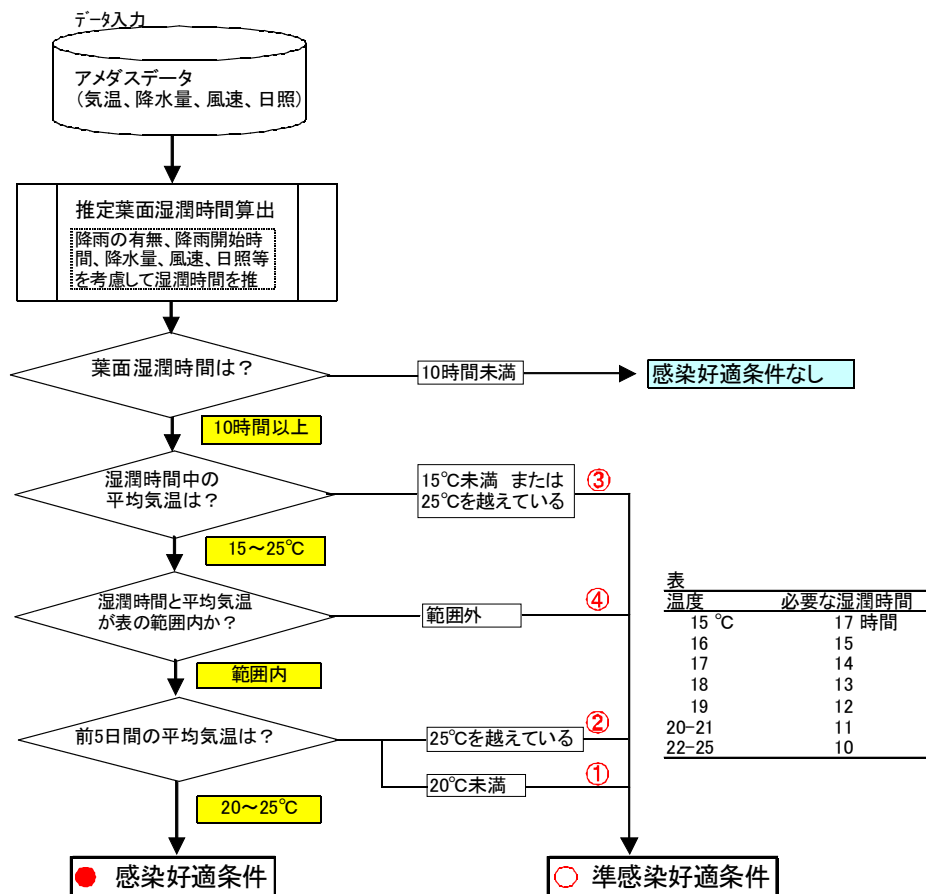 データ入力
アメダスデータ
(気温、降水量、風速、日照)
推定葉面湿潤時間算出
降雨の有無、降雨開始時
間、降水量、風速、日照等
を考慮して湿潤時間を推
葉面湿潤時間は？
10時間未満
感染好適条件なし
10時間以上
湿潤時間中の
平均気温は？
15℃未満 または
25℃を越えている
③
15～25℃
湿潤時間と平均気温
が表の範囲内か？
範囲外
④
範囲内
前5日間の平均気温は？
25℃を越えている
②
20℃未満
①
20～25℃
● 感染好適条件
○ 準感染好適条件
表
温度 必要な湿潤時間
15 ℃ 17 時間
16 15
17 14
18 13
19 12
20-21 11
22-25 10